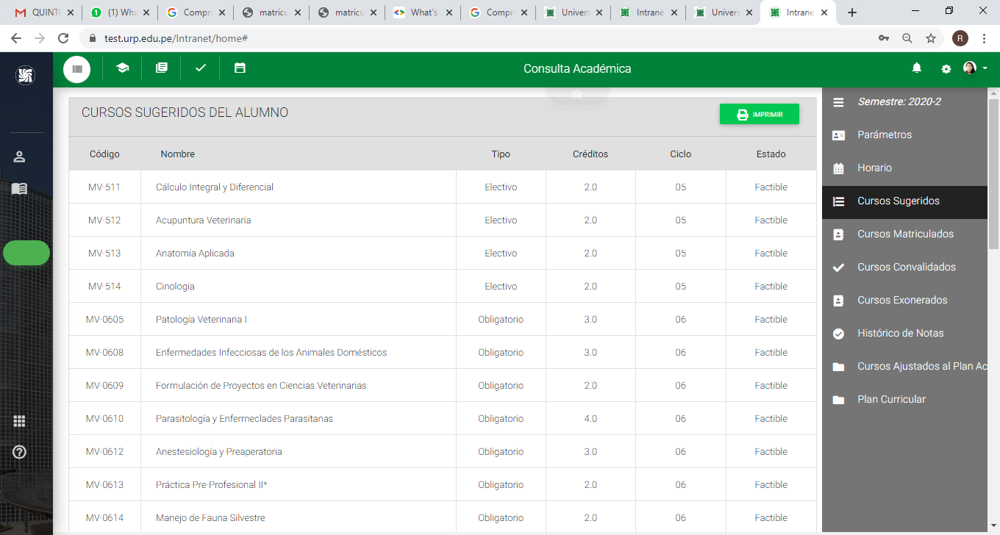 QUINTO
(1) Wha
Compro
matricu
matricu
What's
Compro
Univers
Intrane
Univers
Intrane
test.urp.edu.pe/Intranet/home#
R
Consulta Académica
CURSOS SUGERIDOS DEL ALUMNO
IMPRIMIR
Código Nombre Tipo Créditos Ciclo Estado
MV-511 Cálculo Integral y Diferencial Electivo 2.0 05 Factible
MV-512 Acupuntura Veterinaria Electivo 2.0 05 Factible
MV-513 Anatomía Aplicada Electivo 2.0 05 Factible
MV-514 Cinología Electivo 2.0 05 Factible
MV-0605 Patología Veterinaria I Obligatorio 3.0 06 Factible
MV-0608 Enfermedades Infecciosas de los Animales Domésticos Obligatorio 3.0 06 Factible
MV-0609 Forrnulación de Proyectos en Ciencias Veterinarias Obligatorio 2.0 06 Factible
MV-0610 Parasitología y Enferrneclades Parasitanas Obligatorio 4.0 06 Factible
MV-0612 Anestesiología y Preaperatoria Obligatorio 3.0 06 Factible
MV-0613 Práctica Pre-Profesional II* Obligatorio 2.0 06 Factible
MV-0614 Manejo de Fauna Silvestre Obligatorio 2.0 06 Factible
Semestre: 2020-2
Parámetros
Horario
Cursos Sugeridos
Cursos Matriculados
Cursos Convalidados
Cursos Exonerados
Histórico de Notas
Cursos Ajustados al Plan Ac
Plan Curricular